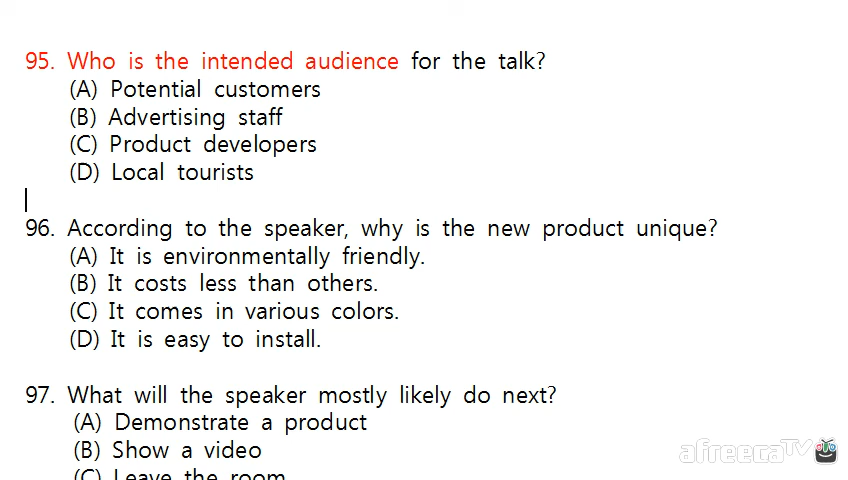 95. Who is the intended audience for the talk?
(A) Potential customers
(B) Advertising staff
(C) Product developers
(D) Local tourists
96. According to the speaker, why is the new product unique?
(A) It is environmentally friendly.
(B) It costs less than others.
(C) It comes in various colors.
(D) It is easy to install.
97. What will the speaker mostly likely do next?
(A) Demonstrate a product
(B) Show a video
(C) Leave the room
afreecaTV